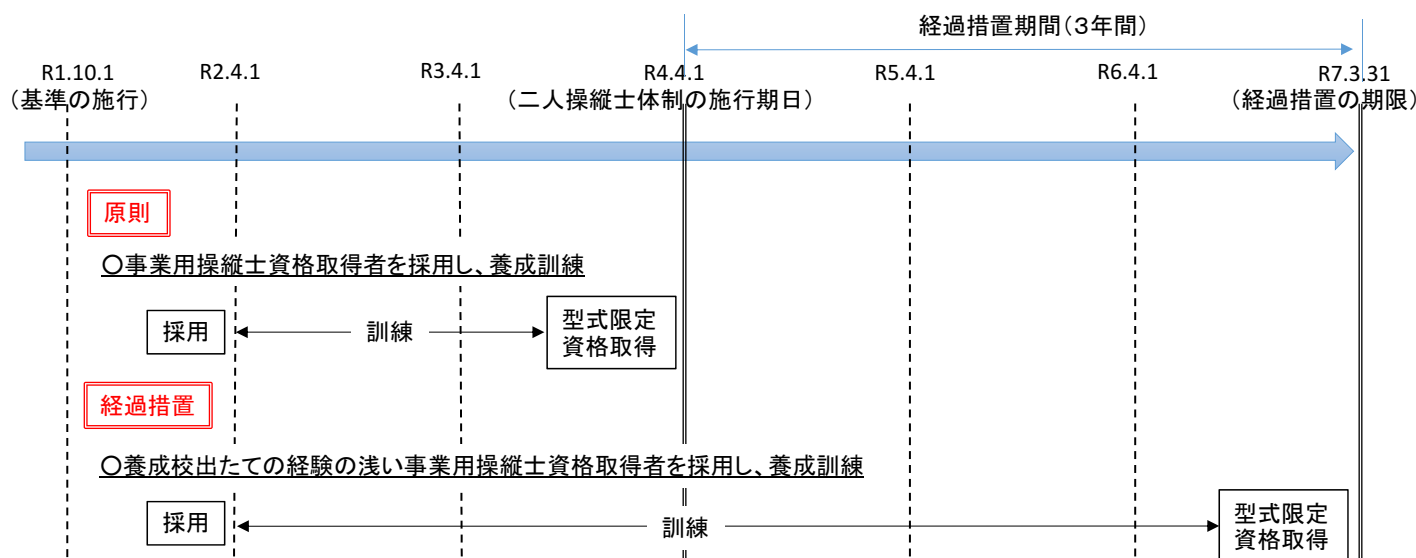 経過措置期間(3年間)
R1.10.1
(基準の施行)
R2.4.1
R3.4.1
R4.4.1
(二人操縦士体制の施行期日)
R5.4.1
R6.4.1
R7.3.31
(経過措置の期限)
原則
〇事業用操縦士資格取得者を採用し、養成訓練
採用
訓練
型式限定
資格取得
経過措置
〇養成校出たての経験の浅い事業用操縦士資格取得者を採用し、養成訓練
採用
訓練
型式限定
資格取得